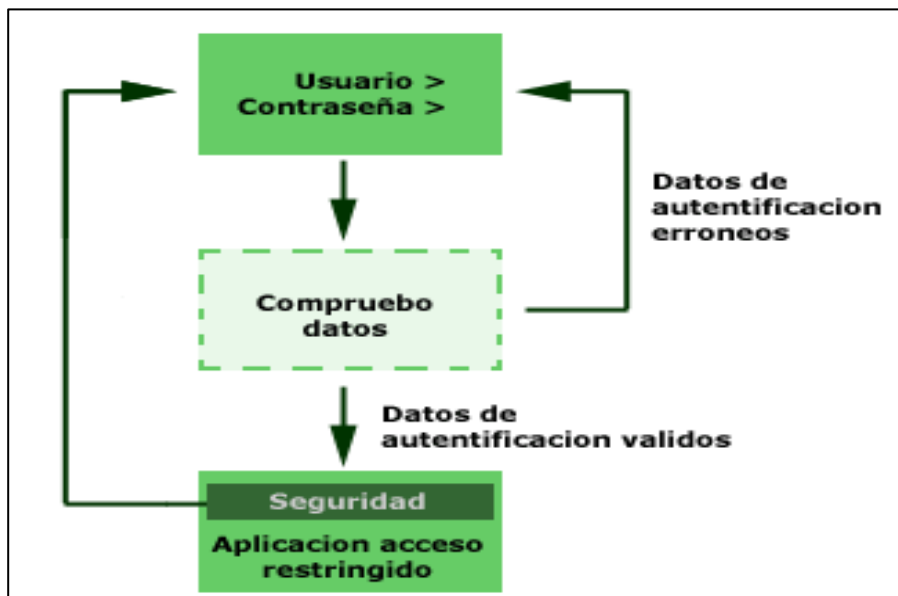 Usuario >
Contraseña >
Datos de
autentificacion
erroneos
Compruebo
datos
Datos de
autentificacion validos
Seguridad
Aplicacion acceso
restringido